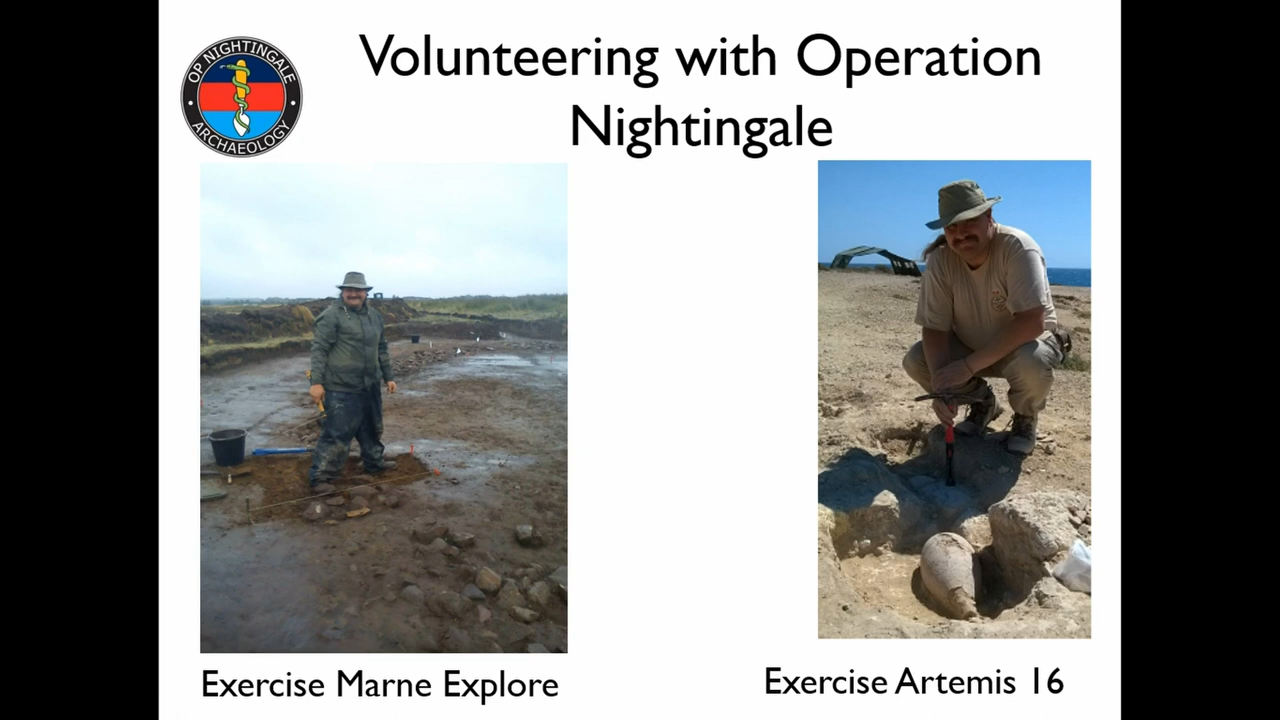 OP NIGHTINGALE
ARCHAEOLOGY
Volunteering with Operation
Nightingale
Exercise Marne Explore
Exercise Artemis 16